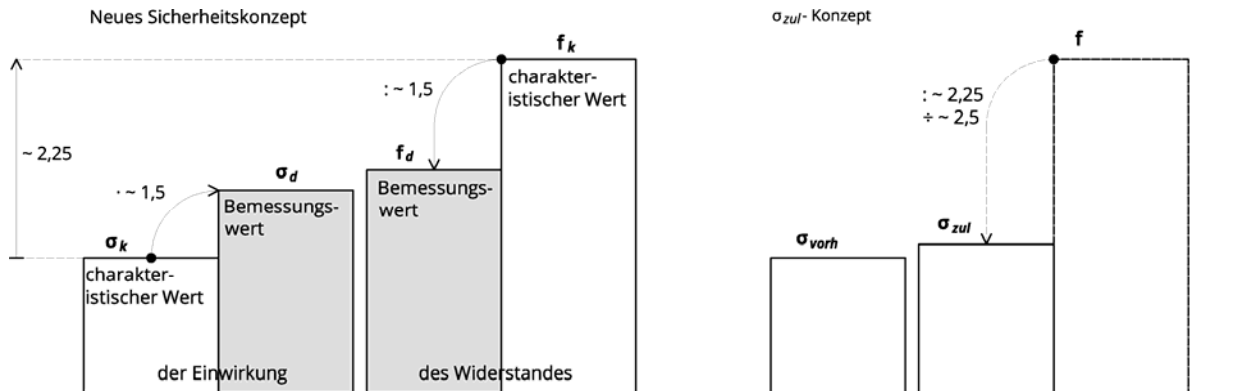 Neues Sicherheitskonzept
σzul- Konzept
fk
f
charakter-
istischer Wert
: ~ 1,5
: ~ 2,25
÷ ~ 2,5
~ 2,25
fd
σd
Bemessungs-
wert
· ~ 1,5
Bemessungs-
wert
σk
charakter-
istischer Wert
σvorh
σzul
der Einwirkung
des Widerstandes